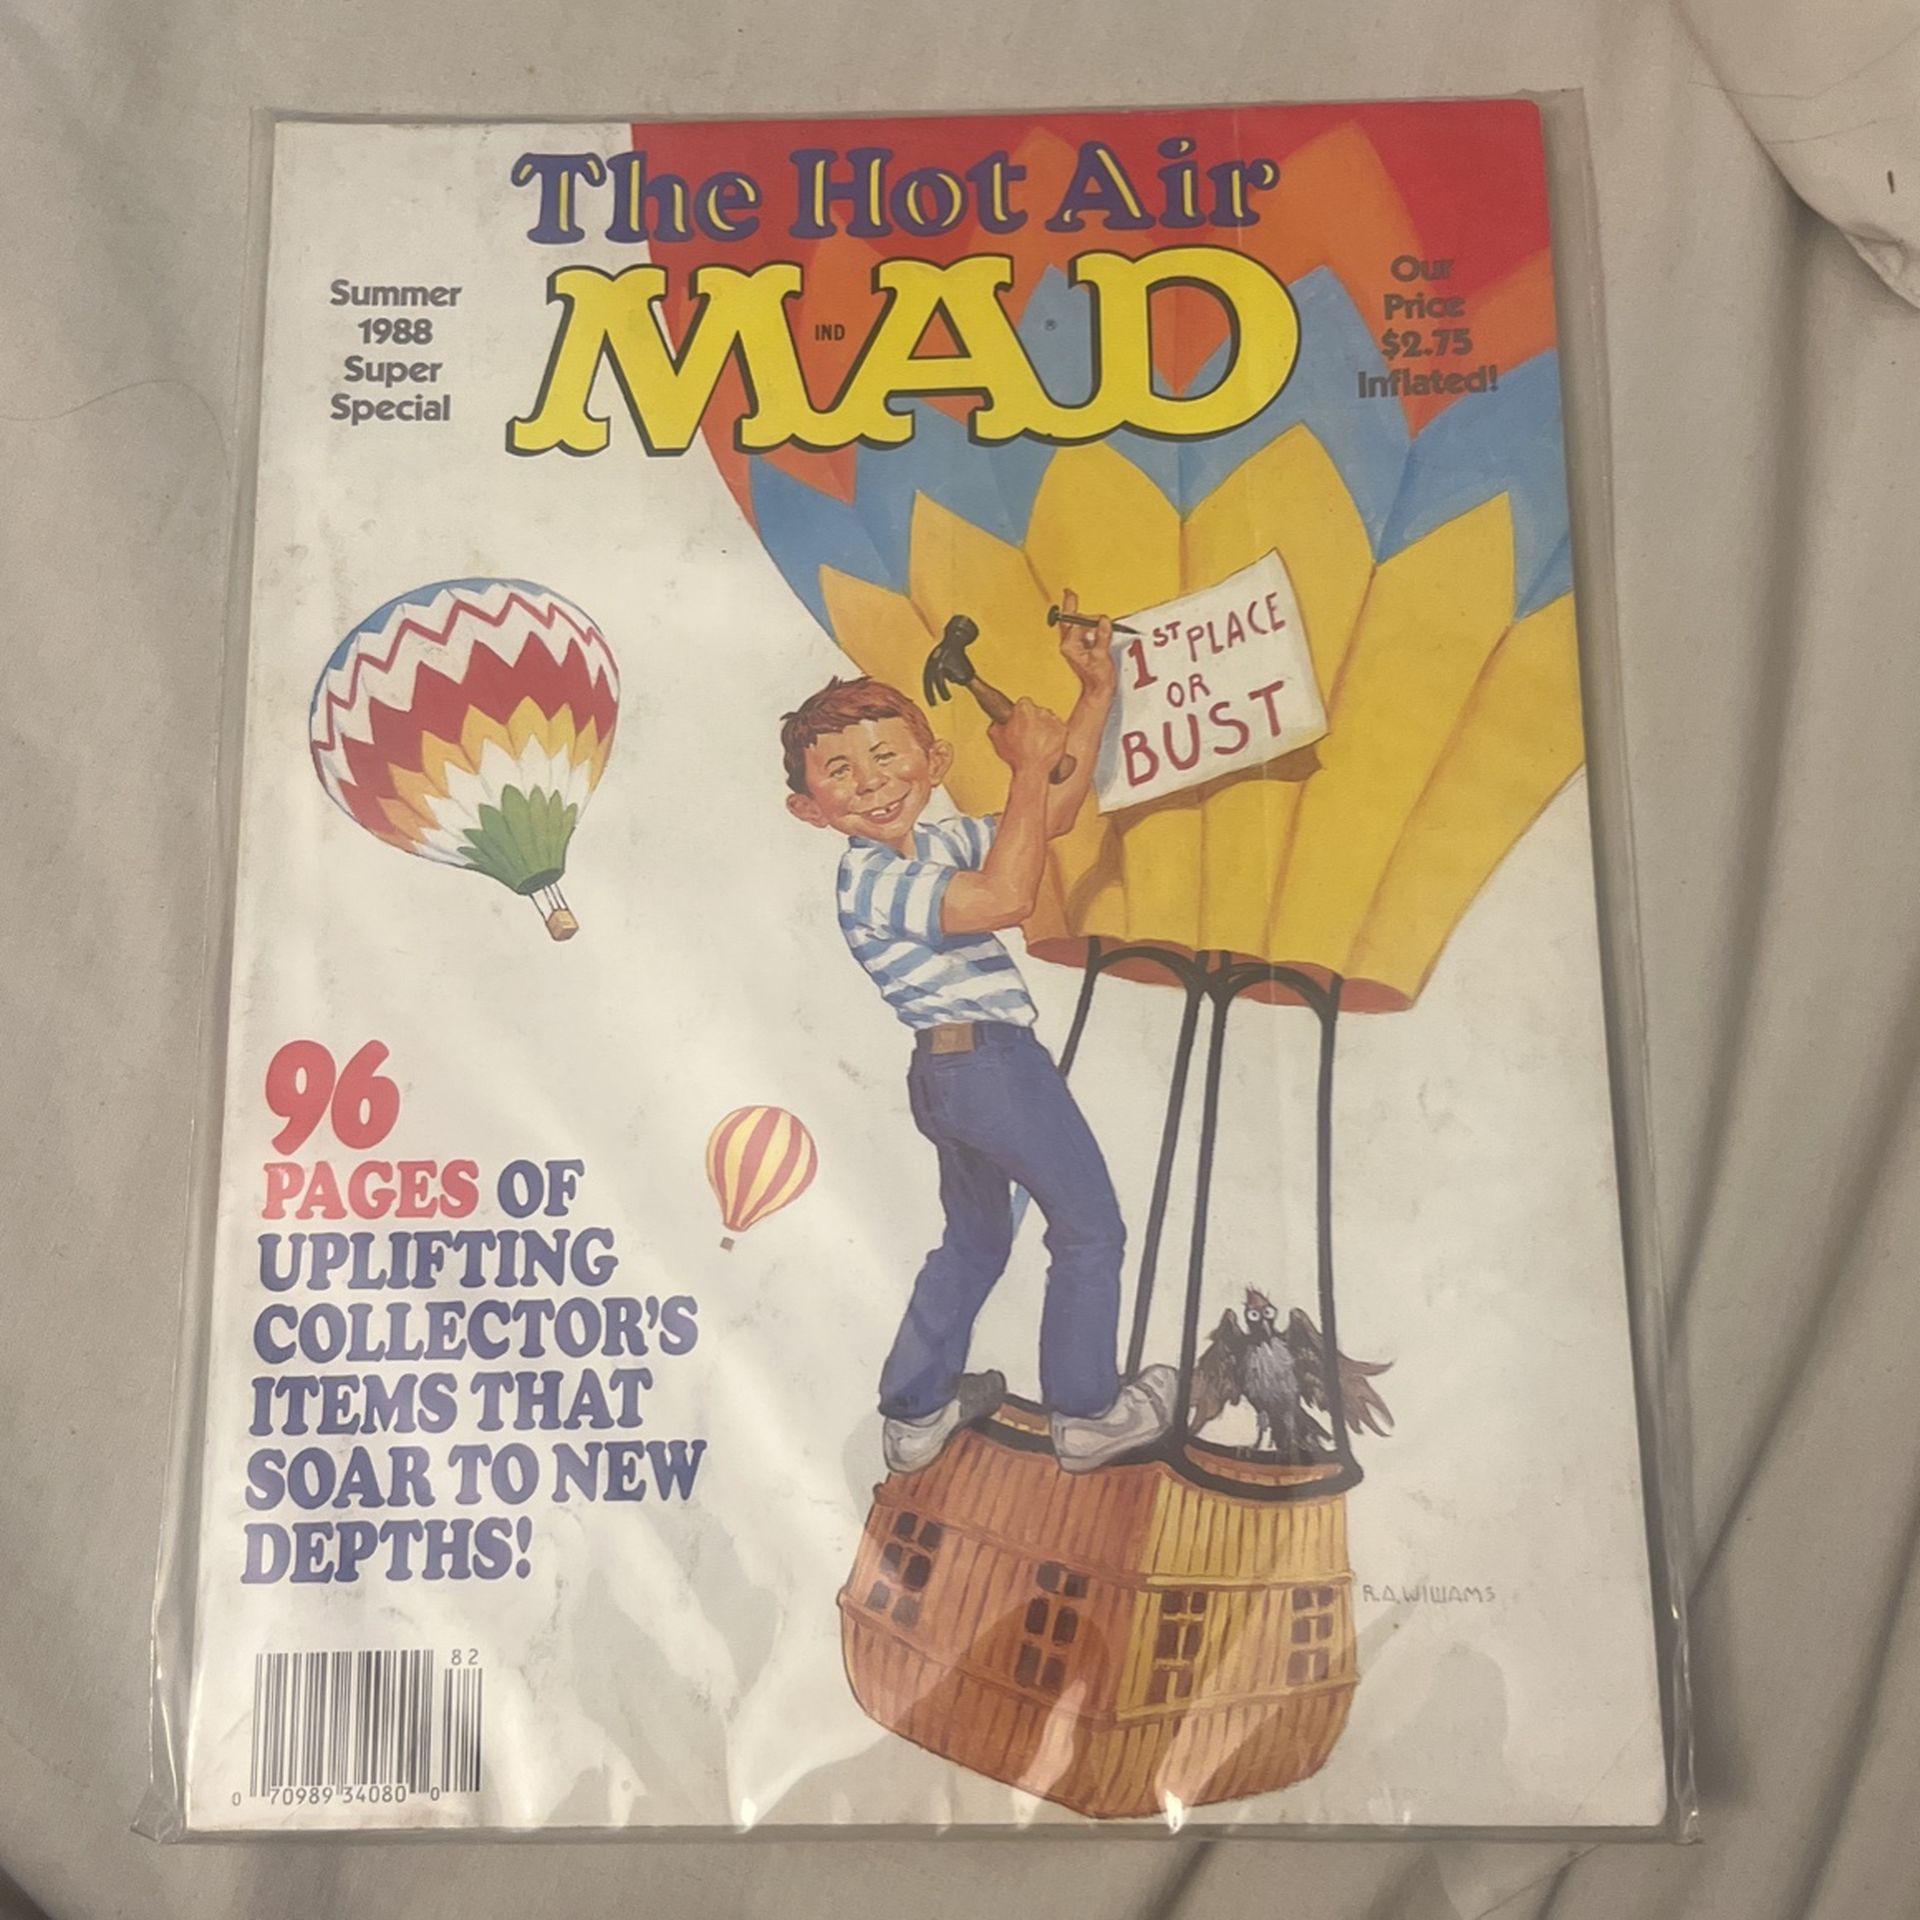 The Hot Air
MAD
IND
®
Summer
1988
Super
Special
Our
Price
$2.75
Inflated!
1ST PLACE
OR
BUST
96
PAGES OF
UPLIFTING
COLLECTOR'S
ITEMS THAT
SOAR TO NEW
DEPTHS!
R.A. WILLIAMS
82
0 70989 34080 0